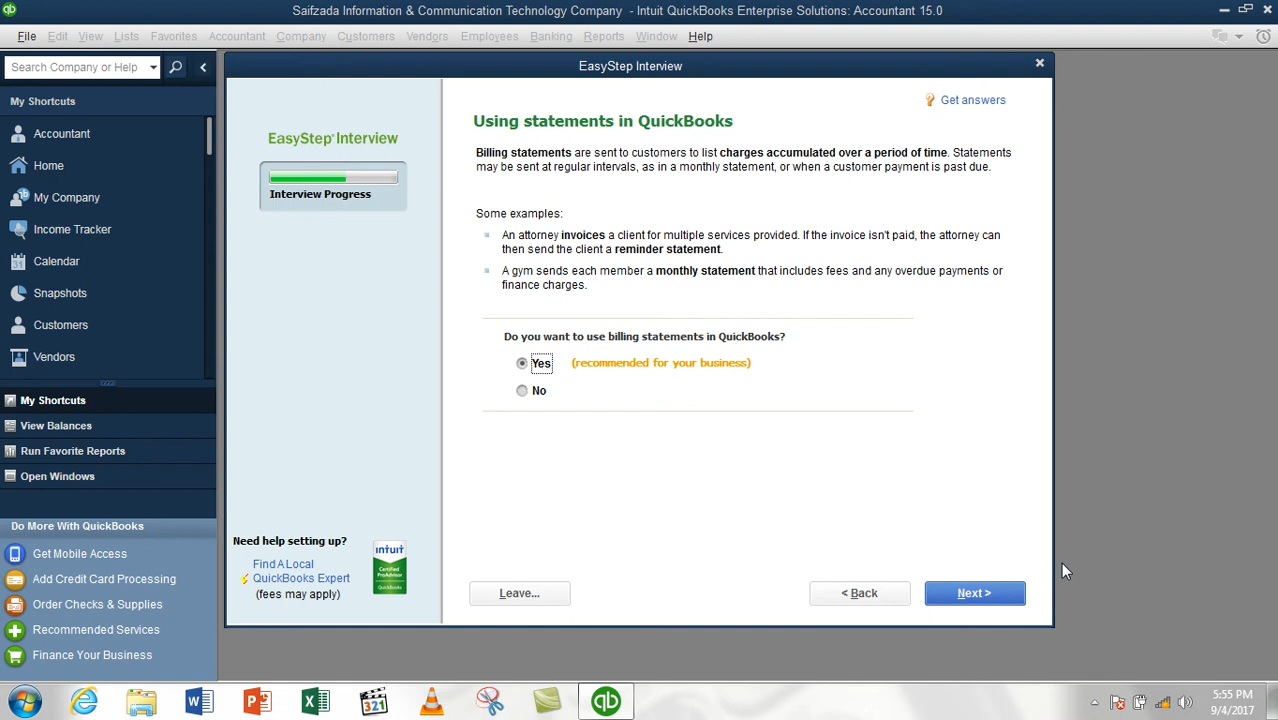 Saifzada Information & Communication Technology Company - Intuit QuickBooks Enterprise Solutions: Accountant 15.0
File Edit View Lists Favorites Accountant Company Customers Vendors Employees Banking Reports Window Help
Search Company or Help
My Shortcuts
Accountant
Home
My Company
Income Tracker
Calendar
Snapshots
Customers
Vendors
My Shortcuts
View Balances
Run Favorite Reports
Open Windows
Do More With QuickBooks
Get Mobile Access
Add Credit Card Processing
Order Checks & Supplies
Recommended Services
Finance Your Business
EasyStep Interview
EasyStep Interview
Interview Progress
Need help setting up?
Find A Local
QuickBooks Expert
(fees may apply)
intuit
CERTIFIED
ProAdvisor
QuickBooks
Get answers
Using statements in QuickBooks
Billing statements are sent to customers to list charges accumulated over a period of time. Statements
may be sent at regular intervals, as in a monthly statement, or when a customer payment is past due.
Some examples:
An attorney invoices a client for multiple services provided. If the invoice isn't paid, the attorney can
then send the client a reminder statement.
A gym sends each member a monthly statement that includes fees and any overdue payments or
finance charges.
Do you want to use billing statements in QuickBooks?
Yes (recommended for your business)
No
Leave...
< Back
Next >
321
5:55 PM
9/4/2017